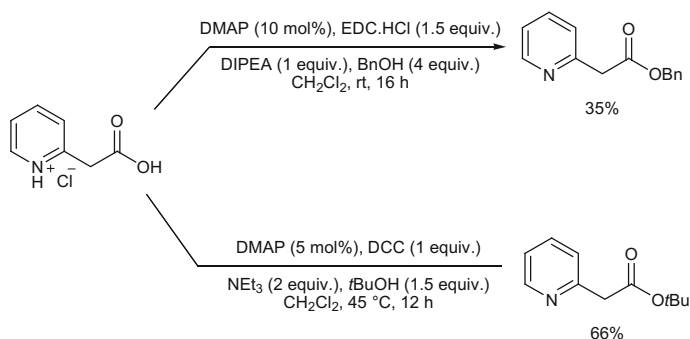 DMAP (10 mol%), EDC.HCl (1.5 equiv.)
DIPEA (1 equiv.), BnOH (4 equiv.)
CH2Cl2, rt, 16 h
N
O
OBn
35%
N
H
+
Cl
−
O
OH
DMAP (5 mol%), DCC (1 equiv.)
NEt3 (2 equiv.), tBuOH (1.5 equiv.)
CH2Cl2, 45 °C, 12 h
N
O
OtBu
66%